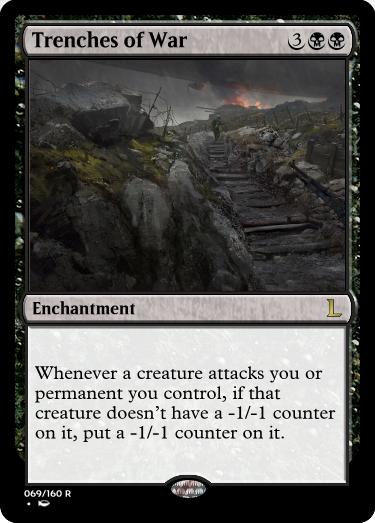 Trenches of War 3
Enchantment L
Whenever a creature attacks you or
permanent you control, if that
creature doesn't have a -1/-1 counter
on it, put a -1/-1 counter on it.
069/160 R